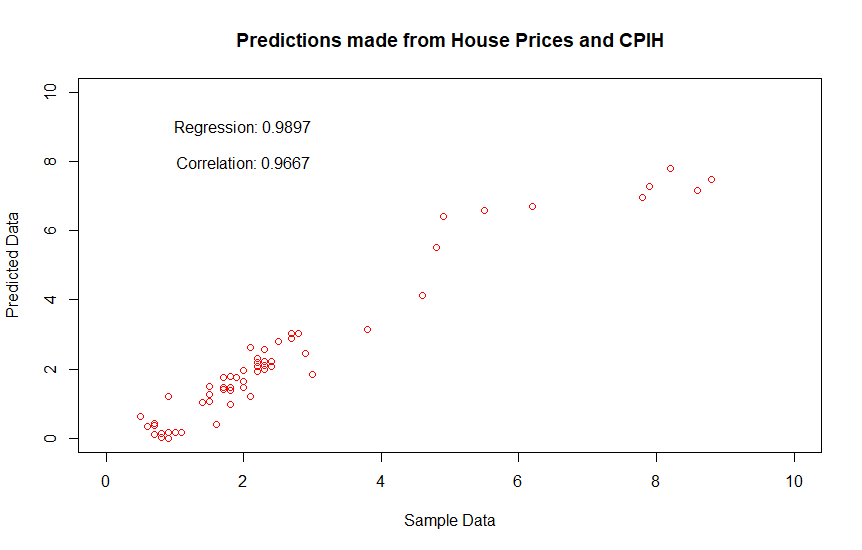 Predictions made from House Prices and CPIH
Regression: 0.9897
Correlation: 0.9667
Predicted Data
10
8
6
4
2
0
0 2 4 6 8 10
Sample Data